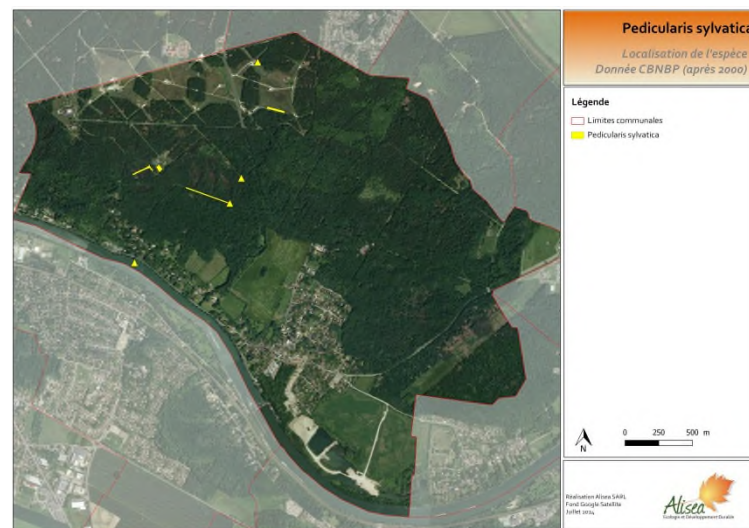 Pedicularis sylvatica
Localisation de l'espèce
Donnée CBNBP (après 2000)
Légende
Limites communales
Pedicularis sylvatica
N
0 250 500 m
Réalisation Alisea SARL
Fond Google Satellite
Juillet 2014
Alisea
Ecologie et Développement Durable